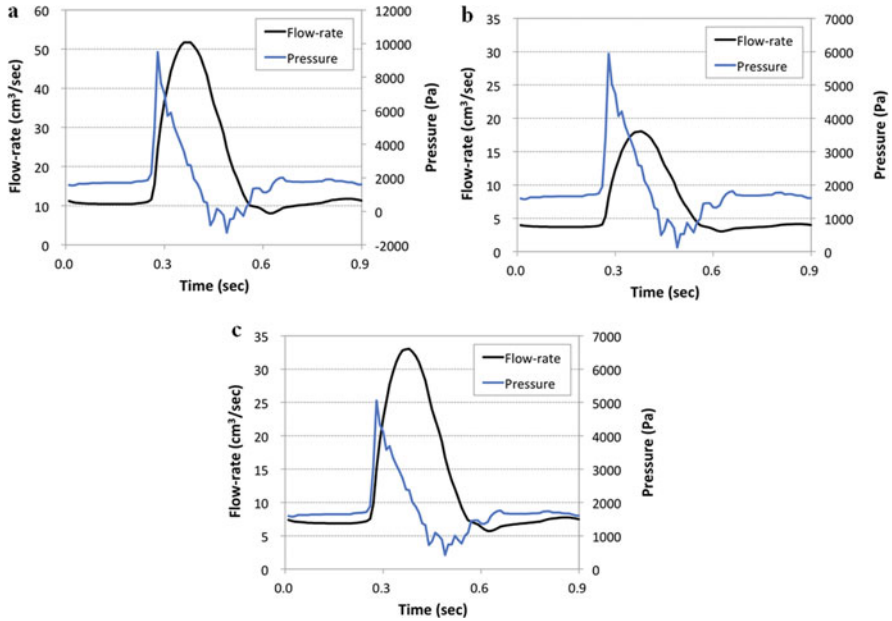 a
60
50
40
30
20
10
0
Flow-rate (cm³/sec)
12000
10000
8000
6000
4000
2000
0
-2000
Pressure (Pa)
Flow-rate
Pressure
0.0 0.3 0.6 0.9
Time (sec)
b
35
30
25
20
15
10
5
0
Flow-rate (cm³/sec)
7000
6000
5000
4000
3000
2000
1000
0
Pressure (Pa)
Flow-rate
Pressure
0.0 0.3 0.6 0.9
Time (sec)
c
35
30
25
20
15
10
5
0
Flow-rate (cm³/sec)
7000
6000
5000
4000
3000
2000
1000
0
Pressure (Pa)
Flow-rate
Pressure
0.0 0.3 0.6 0.9
Time (sec)